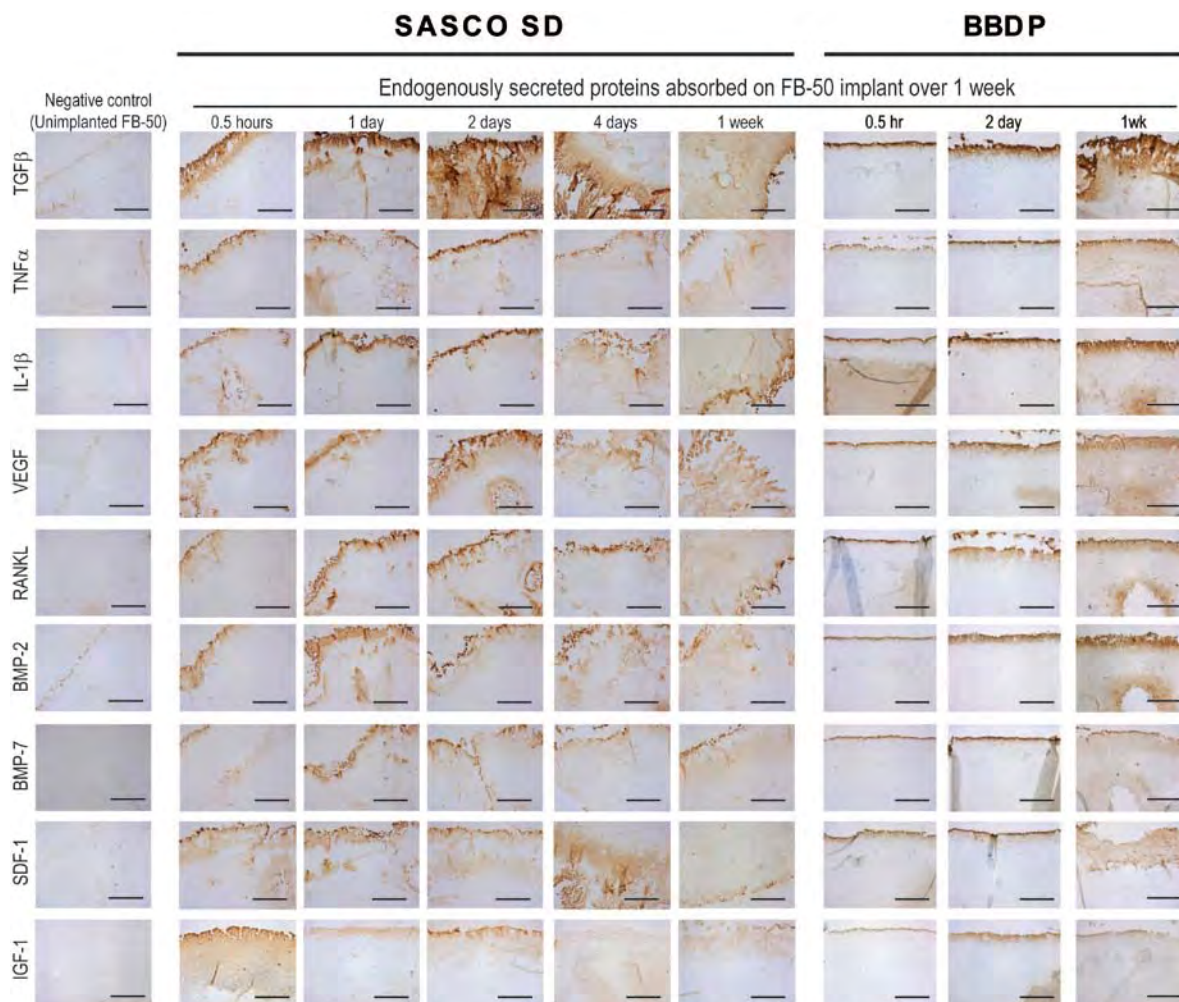 SASCO SD
BBDP
Endogenously secreted proteins absorbed on FB-50 implant over 1 week
Negative control
(Unimplanted FB-50)
0.5 hours
1 day
2 days
4 days
1 week
0.5 hr
2 day
1wk
TGFβ
TNFα
IL-1β
VEGF
RANKL
BMP-2
BMP-7
SDF-1
IGF-1